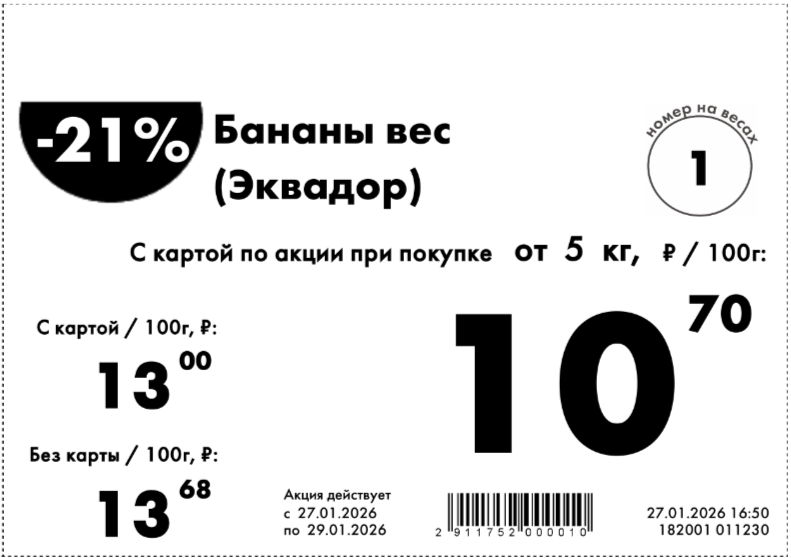 -21%
Бананы вес
(Эквадор)
номер на весах
1
С картой по акции при покупке от 5 кг, ₽ / 100г:
10 70
С картой / 100г, ₽:
13 00
Без карты / 100г, ₽:
13 68
Акция действует
с 27.01.2026
по 29.01.2026
2 911752 000010
27.01.2026 16:50
182001 011230